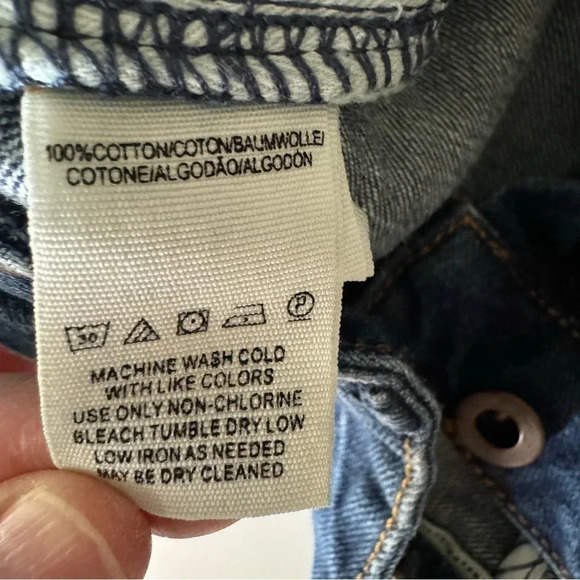 100%COTTON/COTON/BAUMWOLLE/
COTONE/ALGODÃO/ALGODÓN
30 P
MACHINE WASH COLD
WITH LIKE COLORS
USE ONLY NON-CHLORINE
BLEACH TUMBLE DRY LOW
LOW IRON AS NEEDED
MAY BE DRY CLEANED